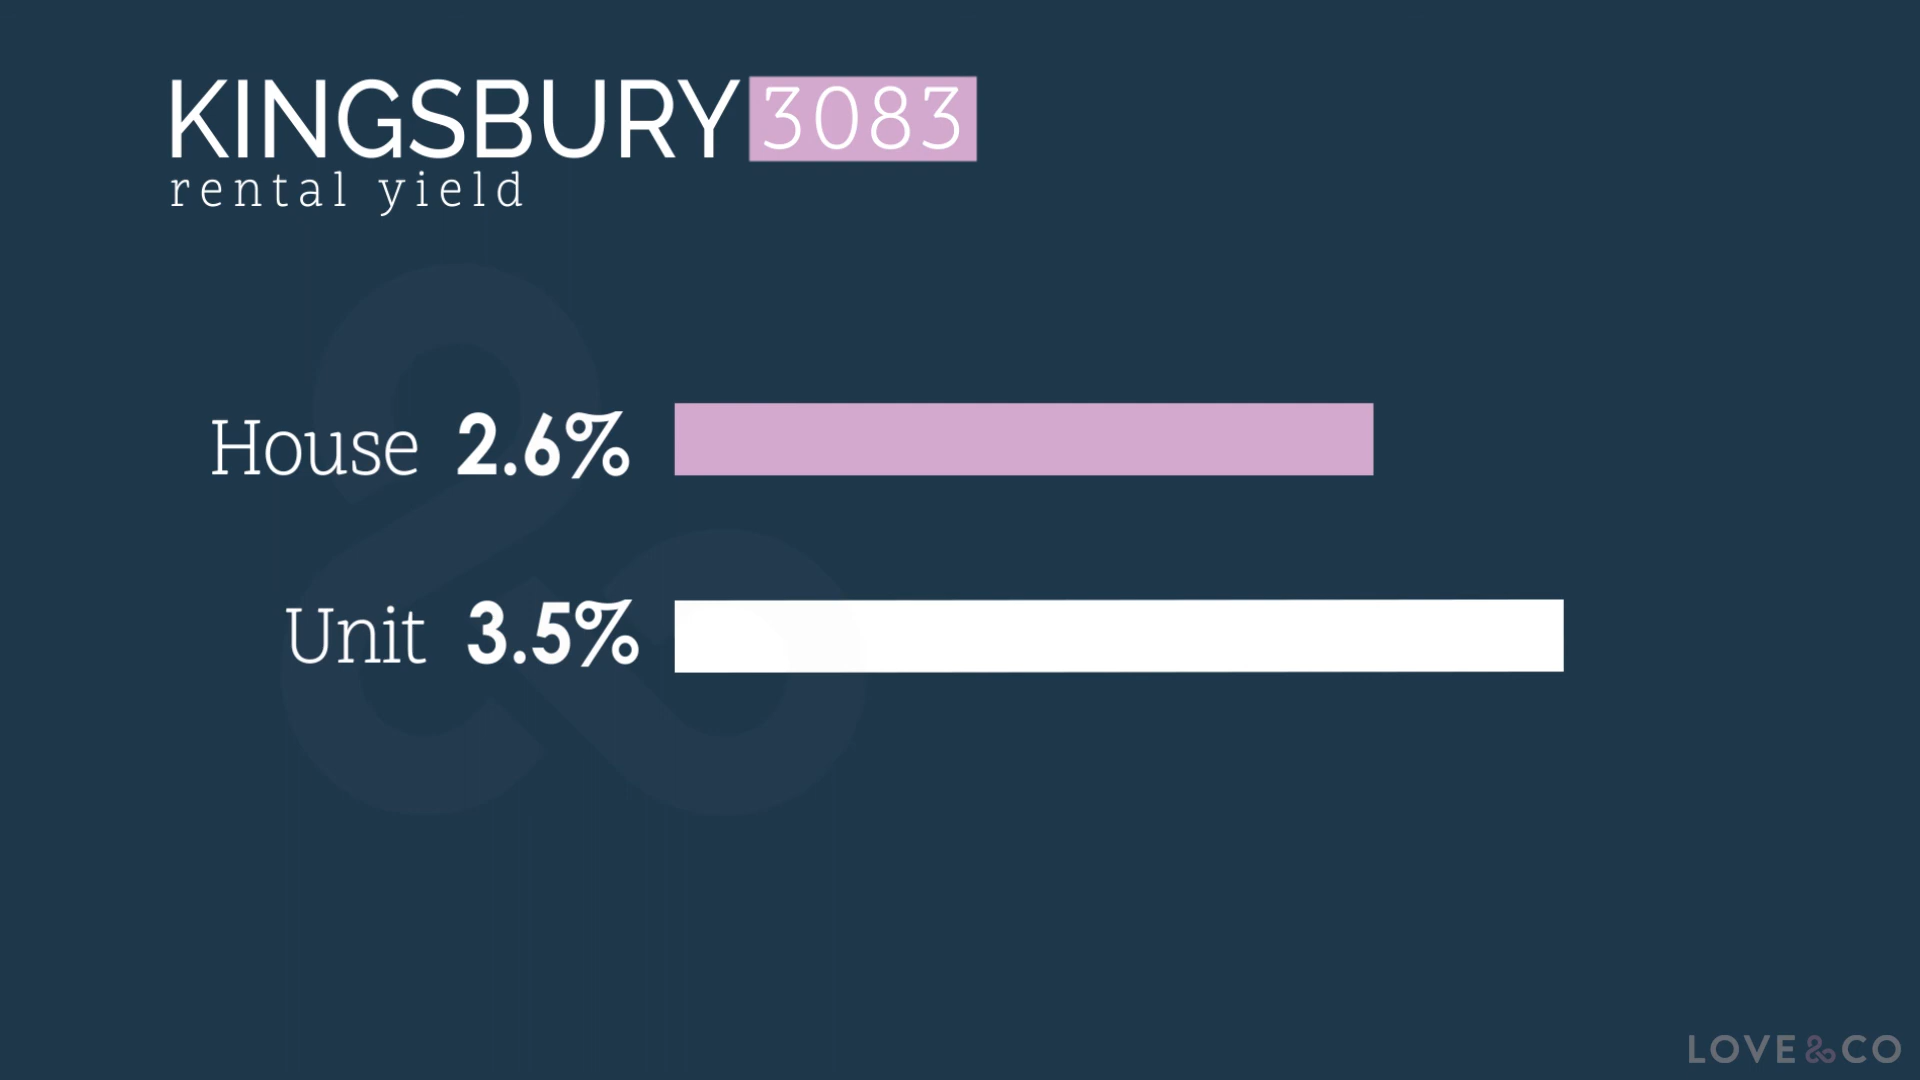 KINGSBURY 3083
rental yield
House 2.6%
Unit 3.5%
LOVE & CO